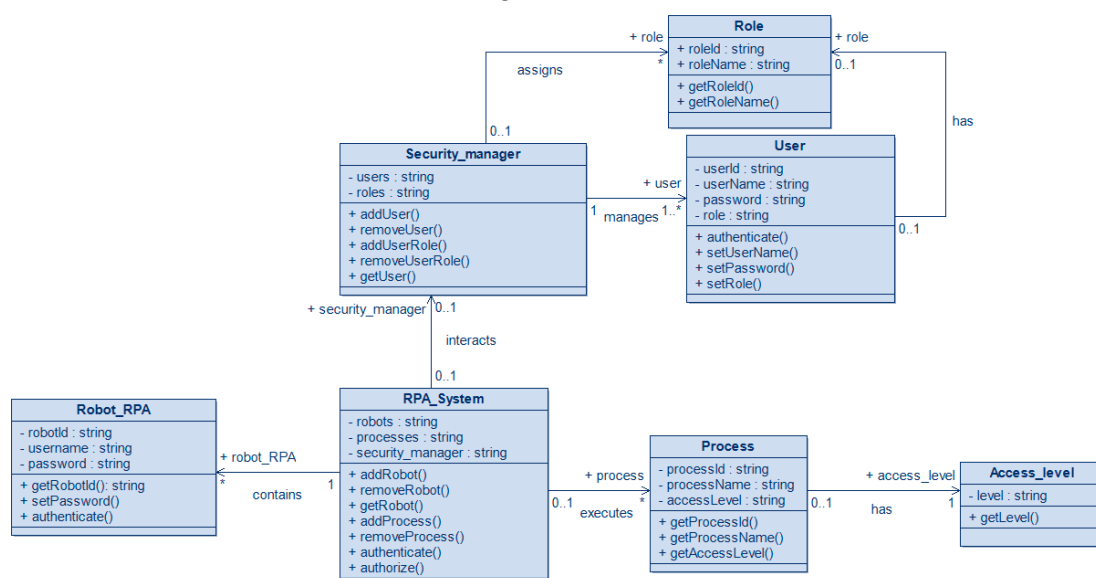 Role
+ roleId : string
+ roleName : string
+ getRoleId()
+ getRoleName()
+ role
*
assigns
0..1
+ role
0..1
has
0..1
Security_manager
- users : string
- roles : string
+ addUser()
+ removeUser()
+ addUserRole()
+ removeUserRole()
+ getUser()
+ user
1
manages
1..*
User
- userId : string
- userName : string
- password : string
- role : string
+ authenticate()
+ setUserName()
+ setPassword()
+ setRole()
+ security_manager
0..1
interacts
0..1
Robot_RPA
- robotId : string
- username : string
- password : string
+ getRobotId(): string
+ setPassword()
+ authenticate()
+ robot_RPA
*
contains
1
RPA_System
- robots : string
- processes : string
- security_manager : string
+ addRobot()
+ removeRobot()
+ getRobot()
+ addProcess()
+ removeProcess()
+ authenticate()
+ authorize()
+ process
0..1
executes
*
Process
- processId : string
- processName : string
- accessLevel : string
+ getProcessId()
+ getProcessName()
+ getAccessLevel()
+ access_level
0..1
has
1
Access_level
- level : string
+ getLevel()